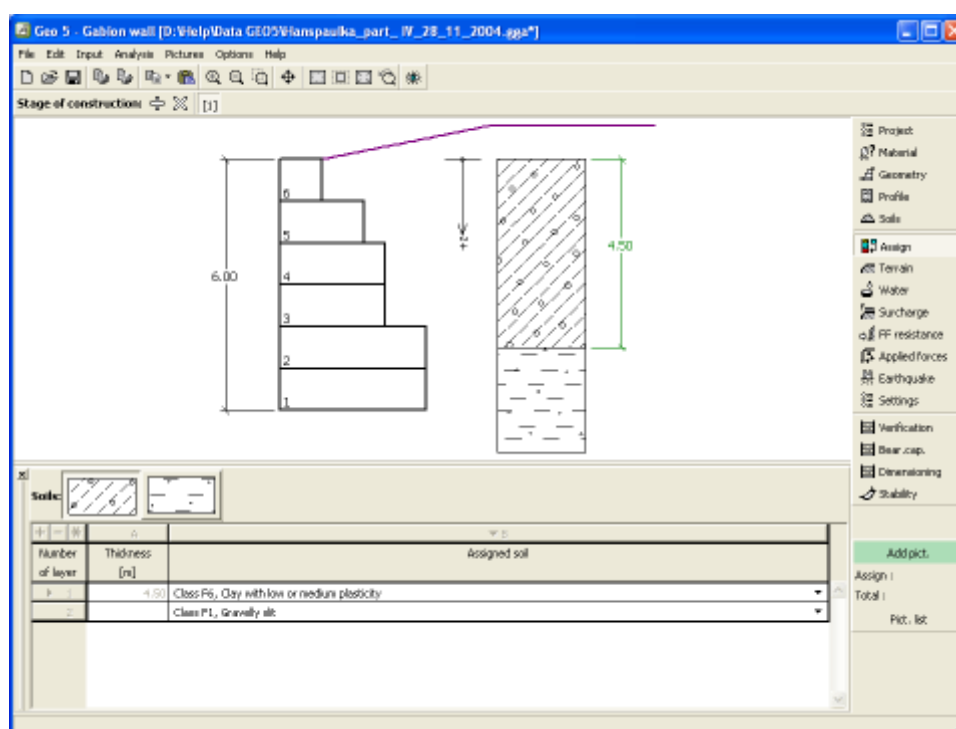 Geo 5 - Gabion wall [D:\Help\Data GEO5\Hanspaulka_part_ IV_28_11_2004.gga*]
File Edit Input Analysis Pictures Options Help
Stage of construction: [1]
Project
Material
Geometry
Profile
Soils
Assign
Terrain
Water
Surcharge
FF resistance
Applied forces
Earthquake
Settings
Verification
Bear.cap.
Dimensioning
Stability
6.00
6
5
4
3
2
1
+z
4.50
Soils:
A
B
Number of layer
Thickness [m]
Assigned soil
1 4.50 Class F6, Clay with low or medium plasticity
2 Class F1, Gravelly silt
Add pict.
Assign :
Total :
Pict. list